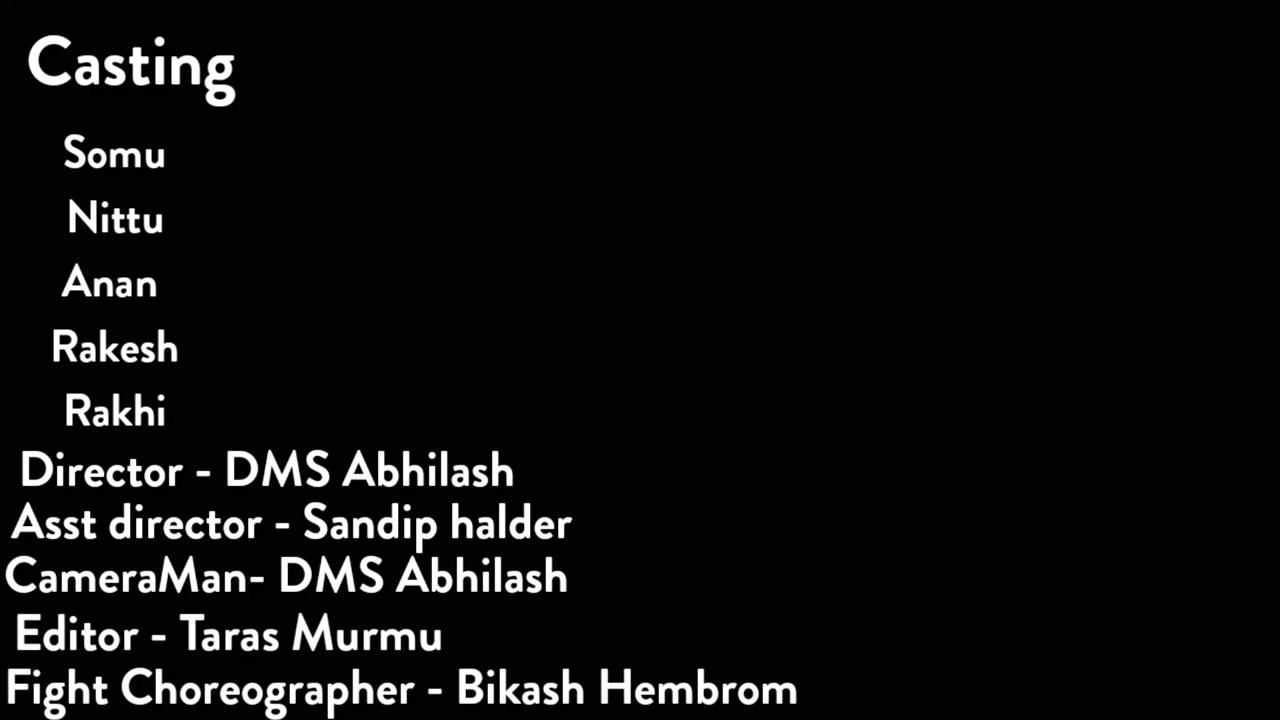 Casting
Somu
Nittu
Anan
Rakesh
Rakhi
Director - DMS Abhilash
Asst director - Sandip halder
CameraMan- DMS Abhilash
Editor - Taras Murmu
Fight Choreographer - Bikash Hembrom